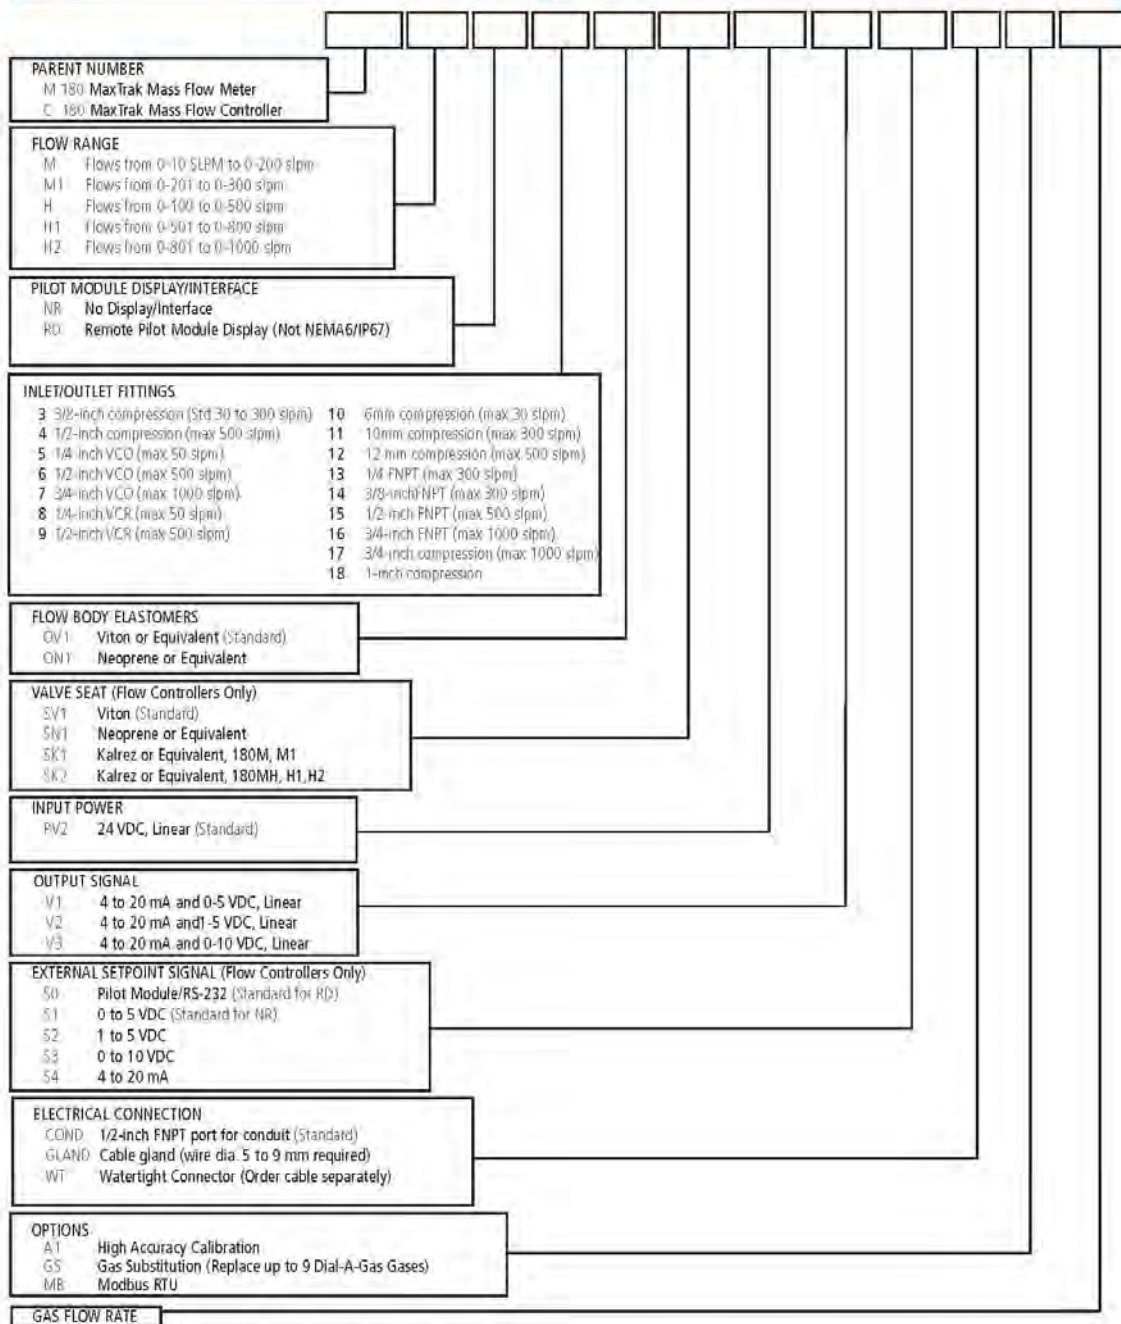 PARENT NUMBER
M 180 MaxTrak Mass Flow Meter
C 180 MaxTrak Mass Flow Controller
FLOW RANGE
M Flows from 0-10 SLPM to 0-200 slpm
M1 Flows from 0-201 to 0-300 slpm
H Flows from 0-100 to 0-500 slpm
H1 Flows from 0-501 to 0-800 slpm
H2 Flows from 0-801 to 0-1000 slpm
PILOT MODULE DISPLAY/INTERFACE
NR No Display/Interface
RD Remote Pilot Module Display (Not NEMA6/IP67)
INLET/OUTLET FITTINGS
3 3/8-inch compression (Std 30 to 300 slpm)
4 1/2-inch compression (max 500 slpm)
5 1/4-inch VCO (max 50 slpm)
6 1/2-inch VCO (max 500 slpm)
7 3/4-inch VCO (max 1000 slpm)
8 1/4-inch VCR (max 50 slpm)
9 1/2-inch VCR (max 500 slpm)
10 6mm compression (max 30 slpm)
11 10mm compression (max 300 slpm)
12 12 mm compression (max 500 slpm)
13 1/4 FNPT (max 300 slpm)
14 3/8-inchFNPT (max 300 slpm)
15 1/2-inch FNPT (max 500 slpm)
16 3/4-inch FNPT (max 1000 slpm)
17 3/4-inch compression (max 1000 slpm)
18 1-inch compression
FLOW BODY ELASTOMERS
OV1 Viton or Equivalent (Standard)
ON1 Neoprene or Equivalent
VALVE SEAT (Flow Controllers Only)
SV1 Viton (Standard)
SN1 Neoprene or Equivalent
SK1 Kalrez or Equivalent, 180M, M1
SK2 Kalrez or Equivalent, 180MH, H1,H2
INPUT POWER
PV2 24 VDC, Linear (Standard)
OUTPUT SIGNAL
V1 4 to 20 mA and 0-5 VDC, Linear
V2 4 to 20 mA and1-5 VDC, Linear
V3 4 to 20 mA and 0-10 VDC, Linear
EXTERNAL SETPOINT SIGNAL (Flow Controllers Only)
S0 Pilot Module/RS-232 (Standard for RD)
S1 0 to 5 VDC (Standard for NR)
S2 1 to 5 VDC
S3 0 to 10 VDC
S4 4 to 20 mA
ELECTRICAL CONNECTION
COND 1/2-inch FNPT port for conduit (Standard)
GLAND Cable gland (wire dia. 5 to 9 mm required)
WT Watertight Connector (Order cable separately)
OPTIONS
A1 High Accuracy Calibration
GS Gas Substitution (Replace up to 9 Dial-A-Gas Gases)
MB Modbus RTU
GAS FLOW RATE